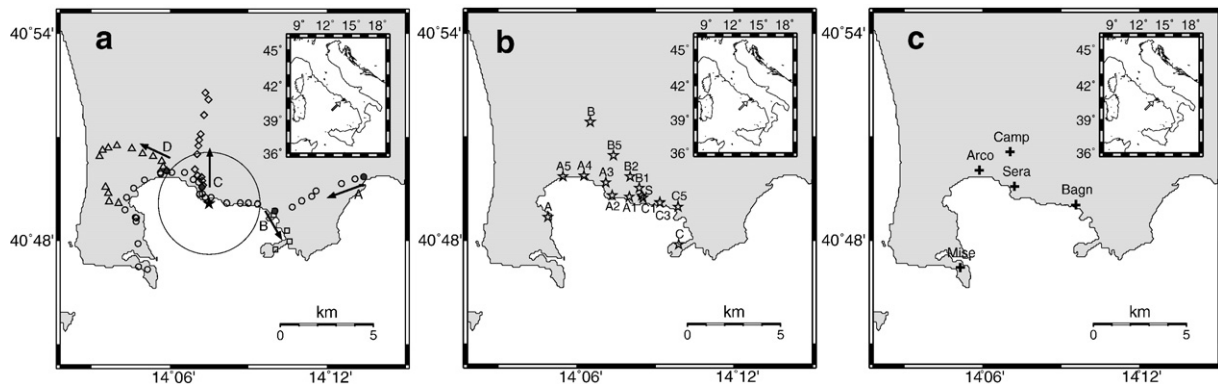 a
9° 12° 15° 18°
45°
42°
39°
36°
40°54'
40°48'
D
C
A
B
km
0 5
14°06' 14°12'
b
9° 12° 15° 18°
45°
42°
39°
36°
40°54'
40°48'
B
B5
A5 A4 A3 B2
B1
S
A2 A1 C1 C3 C5
A
C
km
0 5
14°06' 14°12'
c
9° 12° 15° 18°
45°
42°
39°
36°
40°54'
40°48'
Camp
Arco
Sera
Bagn
Mise
km
0 5
14°06' 14°12'